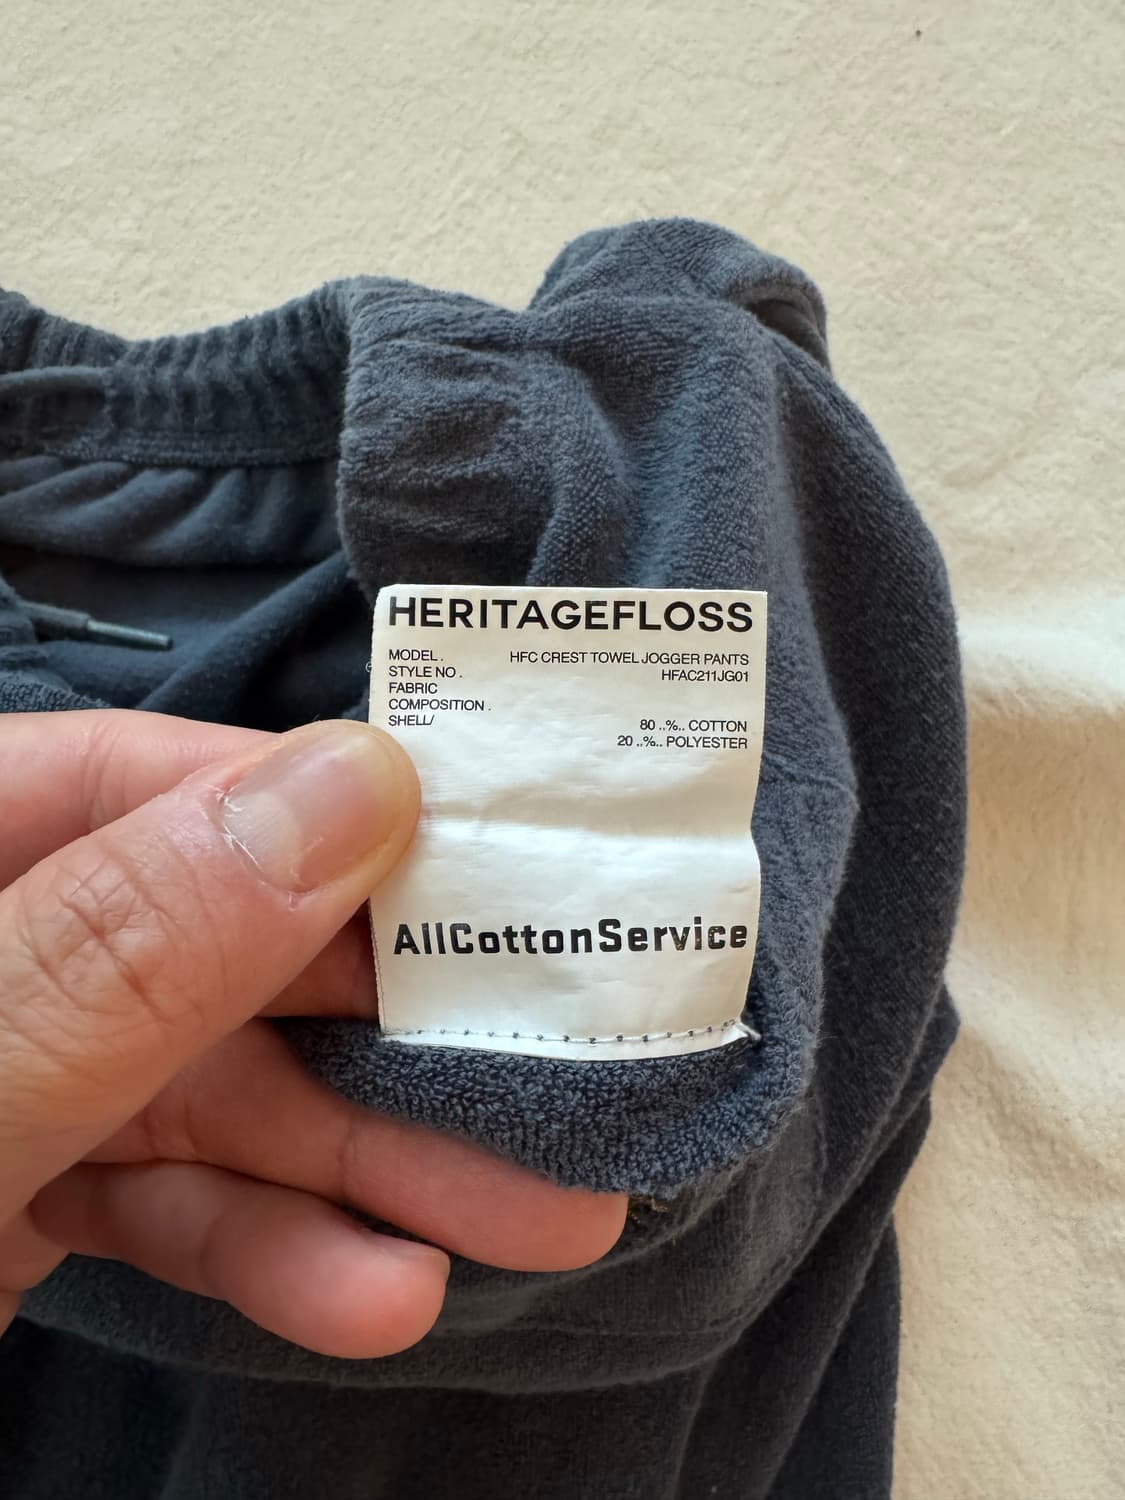 HERITAGEFLOSS
MODEL. HFC CREST TOWEL JOGGER PANTS
STYLE NO. HFAC211JG01
FABRIC
COMPOSITION.
SHELL/ 80 ..%.. COTTON
20 ..%.. POLYESTER
AllCottonService